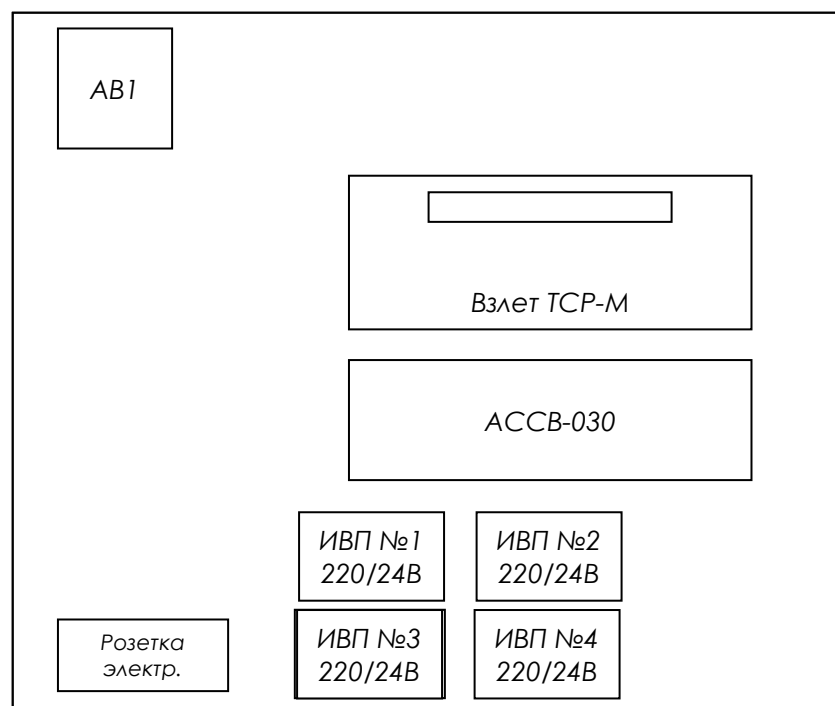 АВ1
Взлет ТСР-М
АССВ-030
ИВП №1
220/24В
ИВП №2
220/24В
Розетка
электр.
ИВП №3
220/24В
ИВП №4
220/24В